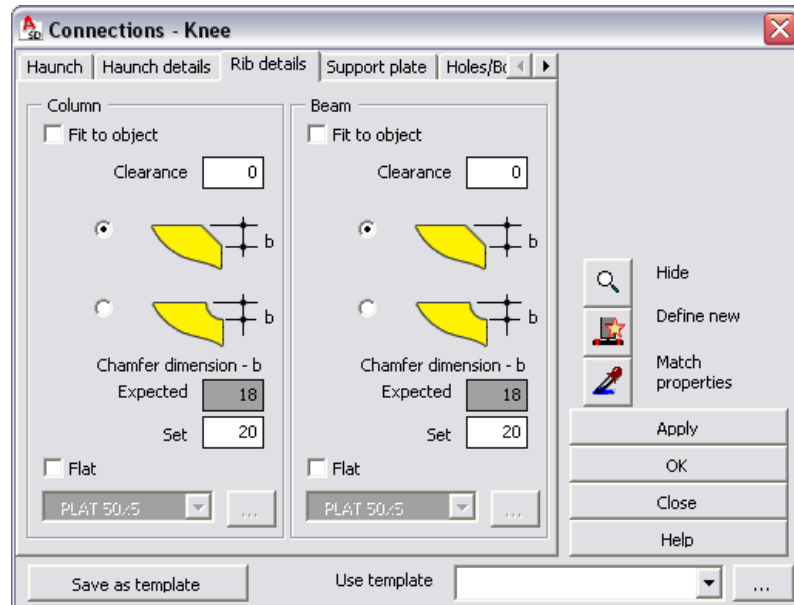 Connections - Knee
Haunch Haunch details Rib details Support plate Holes/Bo
Column
Fit to object
Clearance 0
b
b
Chamfer dimension - b
Expected 18
Set 20
Flat
PLAT 50x5 ...
Beam
Fit to object
Clearance 0
b
b
Chamfer dimension - b
Expected 18
Set 20
Flat
PLAT 50x5 ...
Hide
Define new
Match
properties
Apply
OK
Close
Help
Save as template Use template ...